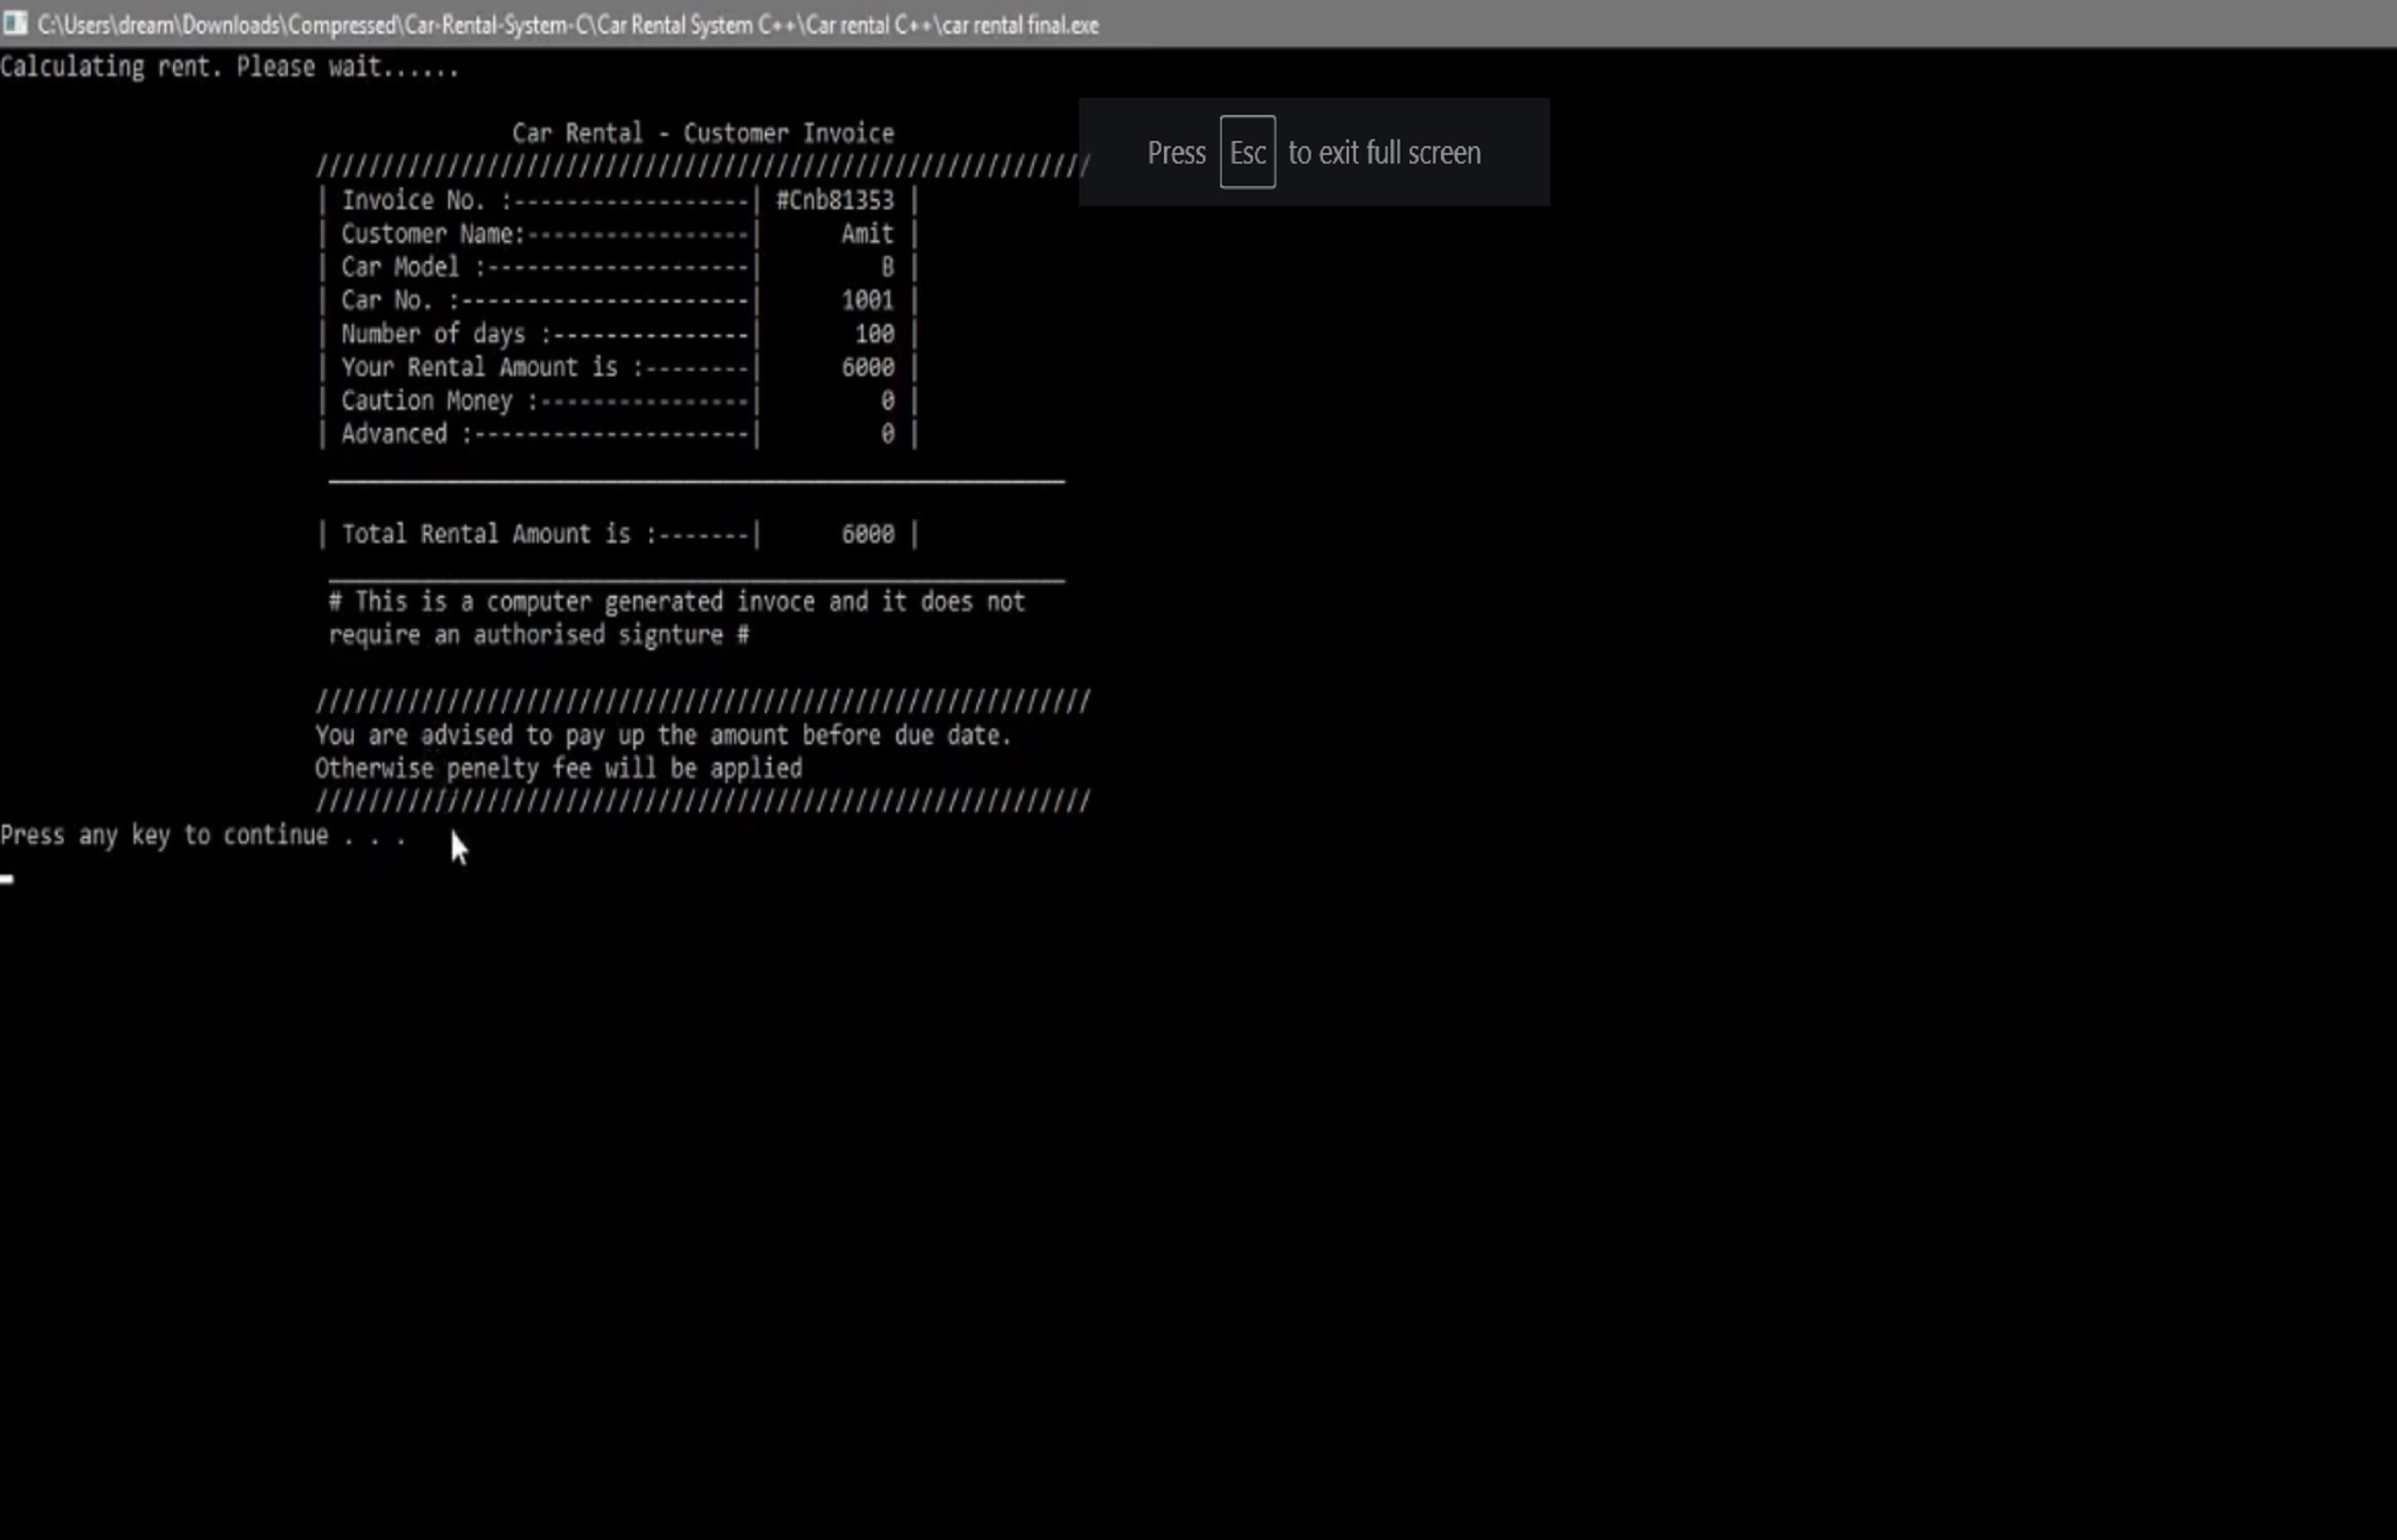 C:\Users\dream\Downloads\Compressed\Car-Rental-System-C\Car Rental System C++\Car rental C++\car rental final.exe
Calculating rent. Please wait......
Car Rental - Customer Invoice
Press Esc to exit full screen
///////////////////////////////////////////////////////////
| Invoice No. :------------------| #Cnb81353 |
| Customer Name:-----------------|      Amit |
| Car Model :--------------------|         B |
| Car No. :----------------------|      1001 |
| Number of days :---------------|       100 |
| Your Rental Amount is :--------|      6000 |
| Caution Money :----------------|         0 |
| Advanced :---------------------|         0 |
________________________________________________________
| Total Rental Amount is :-------|      6000 |
________________________________________________________
# This is a computer generated invoce and it does not
require an authorised signture #
///////////////////////////////////////////////////////////
You are advised to pay up the amount before due date.
Otherwise penelty fee will be applied
///////////////////////////////////////////////////////////
Press any key to continue . . .